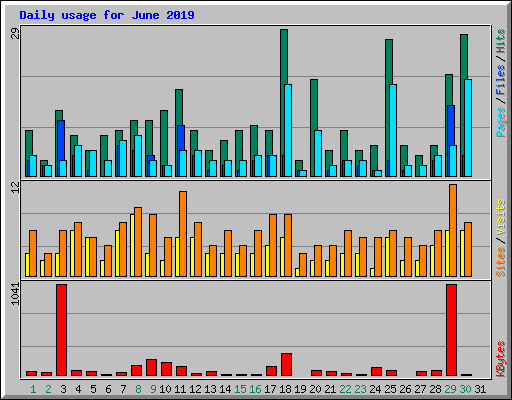 Daily usage for June 2019
29
Pages / Files / Hits
12
Sites / Visits
1041
KBytes
1 2 3 4 5 6 7 8 9 10 11 12 13 14 15 16 17 18 19 20 21 22 23 24 25 26 27 28 29 30 31